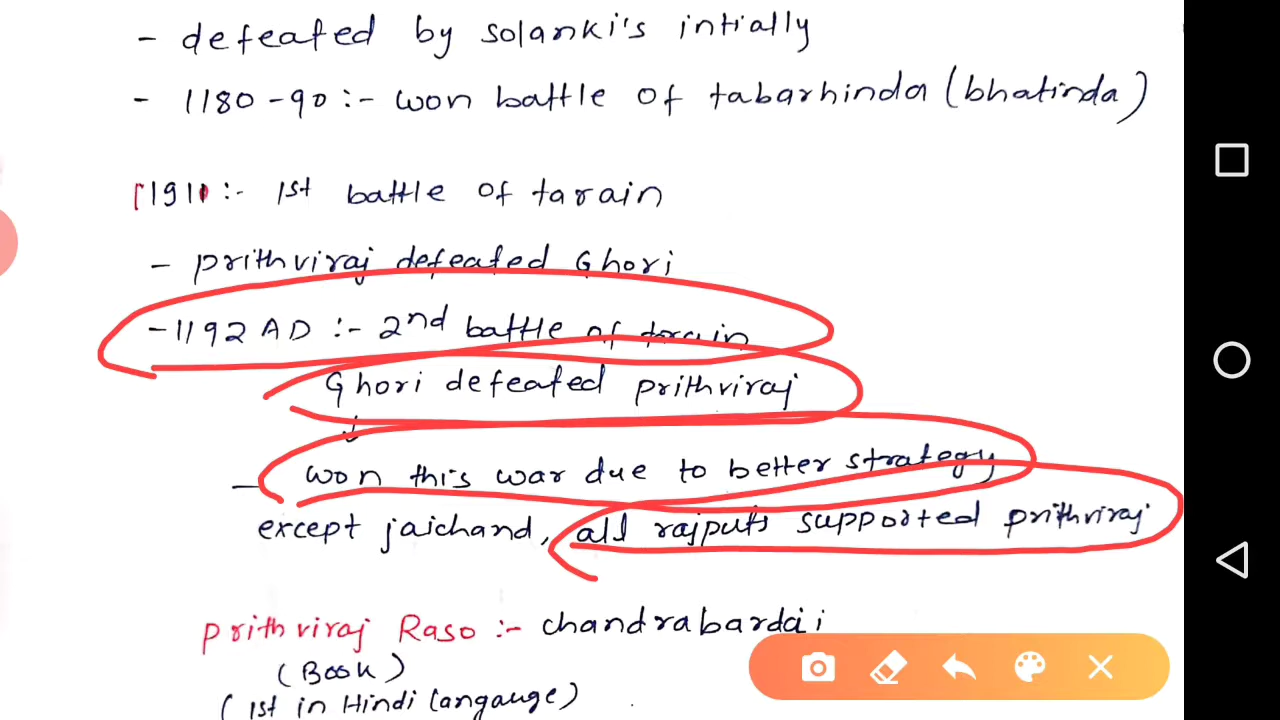 - defeated by solanki's intially
- 1180-90 :- won battle of tabarhinda (bhatinda)
1191 :- 1st battle of tarain
- prithviraj defeated Ghori
- 1192 AD :- 2nd battle of torain
Ghori defeated prithviraj
↓
- won this war due to better strategy
except jaichand, all rajputs supported prithviraj
Prithviraj Raso :- chandrabardai
(Book)
(1st in Hindi langauge)